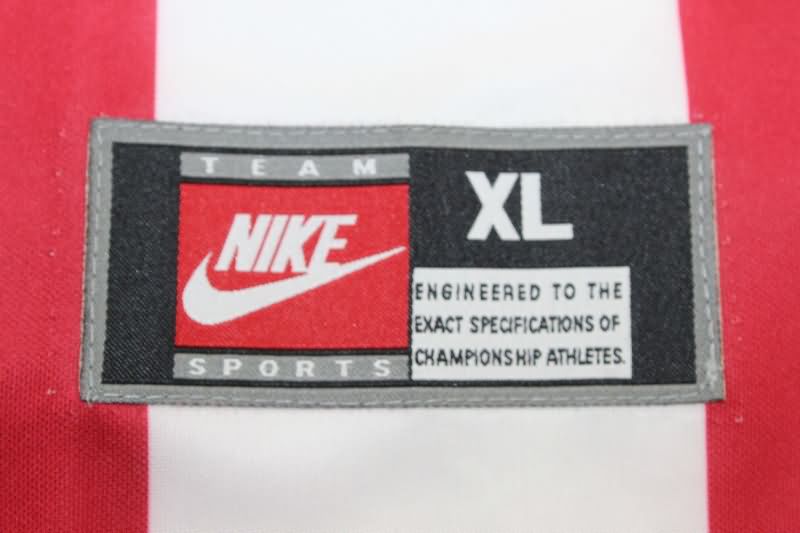 TEAM
NIKE
SPORTS
XL
ENGINEERED TO THE
EXACT SPECIFICATIONS OF
CHAMPIONSHIP ATHLETES.